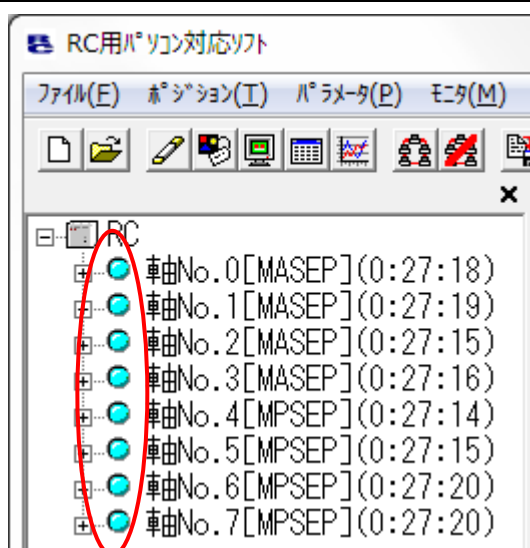 RC用ﾊﾟｿｺﾝ対応ｿﾌﾄ
ﾌｧｲﾙ(F) ﾎﾟｼﾞｼｮﾝ(T) ﾊﾟﾗﾒｰﾀ(P) ﾓﾆﾀ(M)
RC
軸No.0[MASEP](0:27:18)
軸No.1[MASEP](0:27:19)
軸No.2[MASEP](0:27:15)
軸No.3[MASEP](0:27:16)
軸No.4[MPSEP](0:27:14)
軸No.5[MPSEP](0:27:15)
軸No.6[MPSEP](0:27:20)
軸No.7[MPSEP](0:27:20)